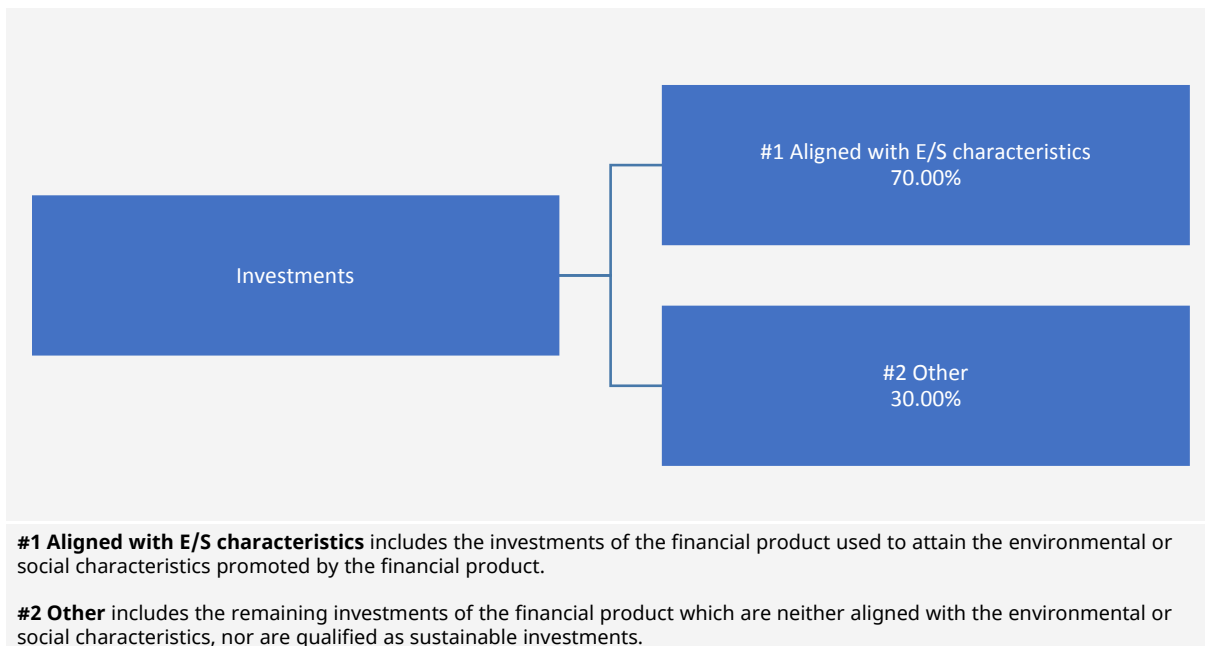 #1 Aligned with E/S characteristics
70.00%
Investments
#2 Other
30.00%
#1 Aligned with E/S characteristics includes the investments of the financial product used to attain the environmental or
social characteristics promoted by the financial product.
#2 Other includes the remaining investments of the financial product which are neither aligned with the environmental or
social characteristics, nor are qualified as sustainable investments.